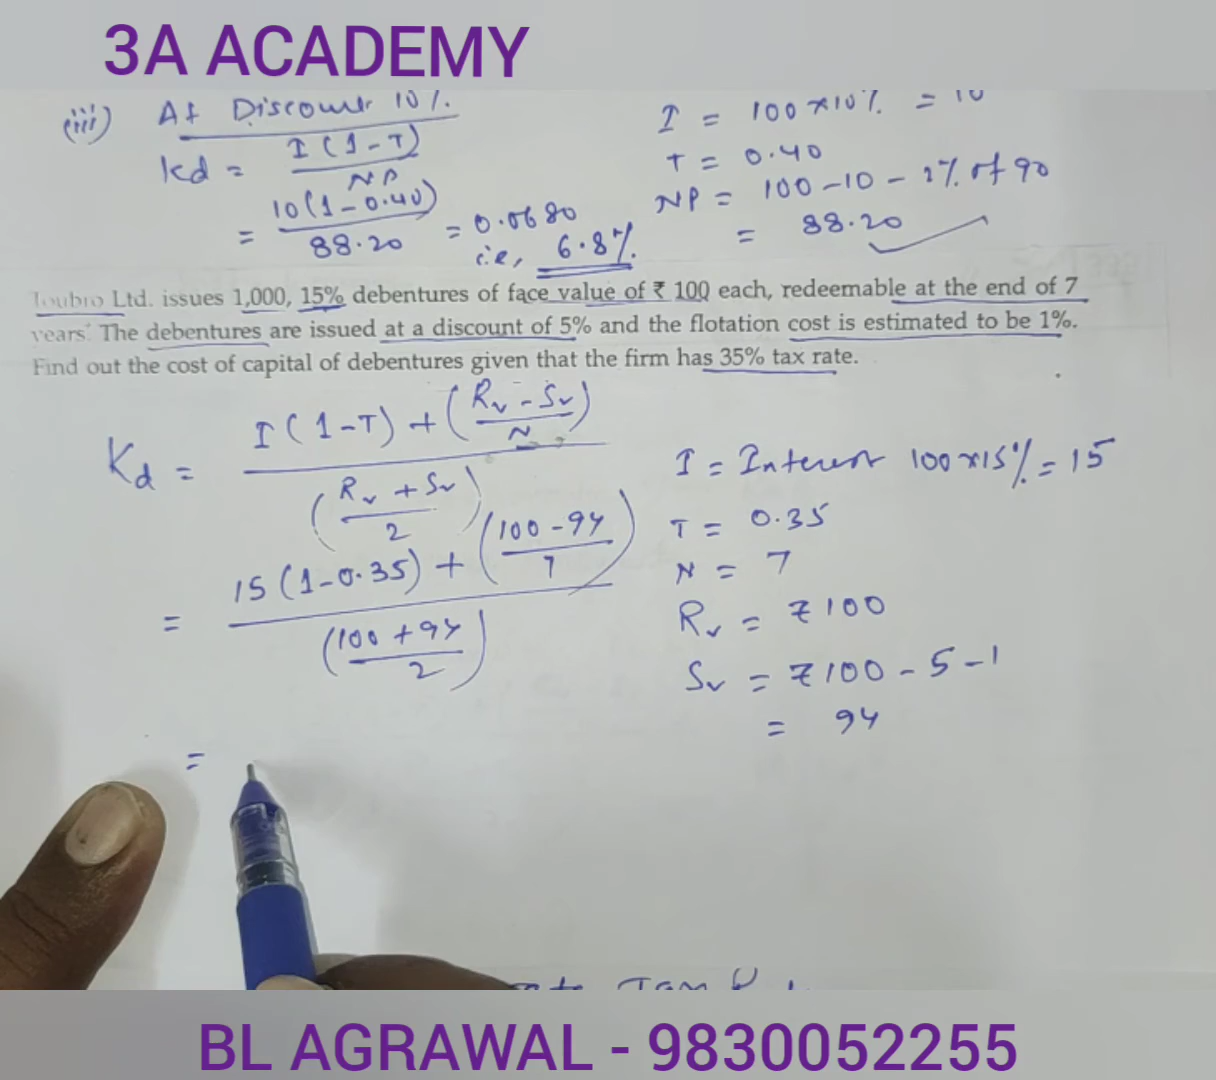 3A ACADEMY
(iii) At Discount 10%.
Kd = I(1-T) / NP
= 10(1-0.40) / 88.20 = 0.0680
i.e, 6.8%.
I = 100×10% = 10
T = 0.40
NP = 100-10-2% of 90
= 88.20
Toubro Ltd. issues 1,000, 15% debentures of face value of ₹ 100 each, redeemable at the end of 7
years. The debentures are issued at a discount of 5% and the flotation cost is estimated to be 1%.
Find out the cost of capital of debentures given that the firm has 35% tax rate.
Kd = I(1-T) + (Rv - Sv / N) / (Rv + Sv / 2)
= 15(1-0.35) + (100-94 / 7) / (100+94 / 2)
=
I = Interest 100×15% = 15
T = 0.35
N = 7
Rv = ₹100
Sv = ₹100-5-1
= 94
BL AGRAWAL - 9830052255